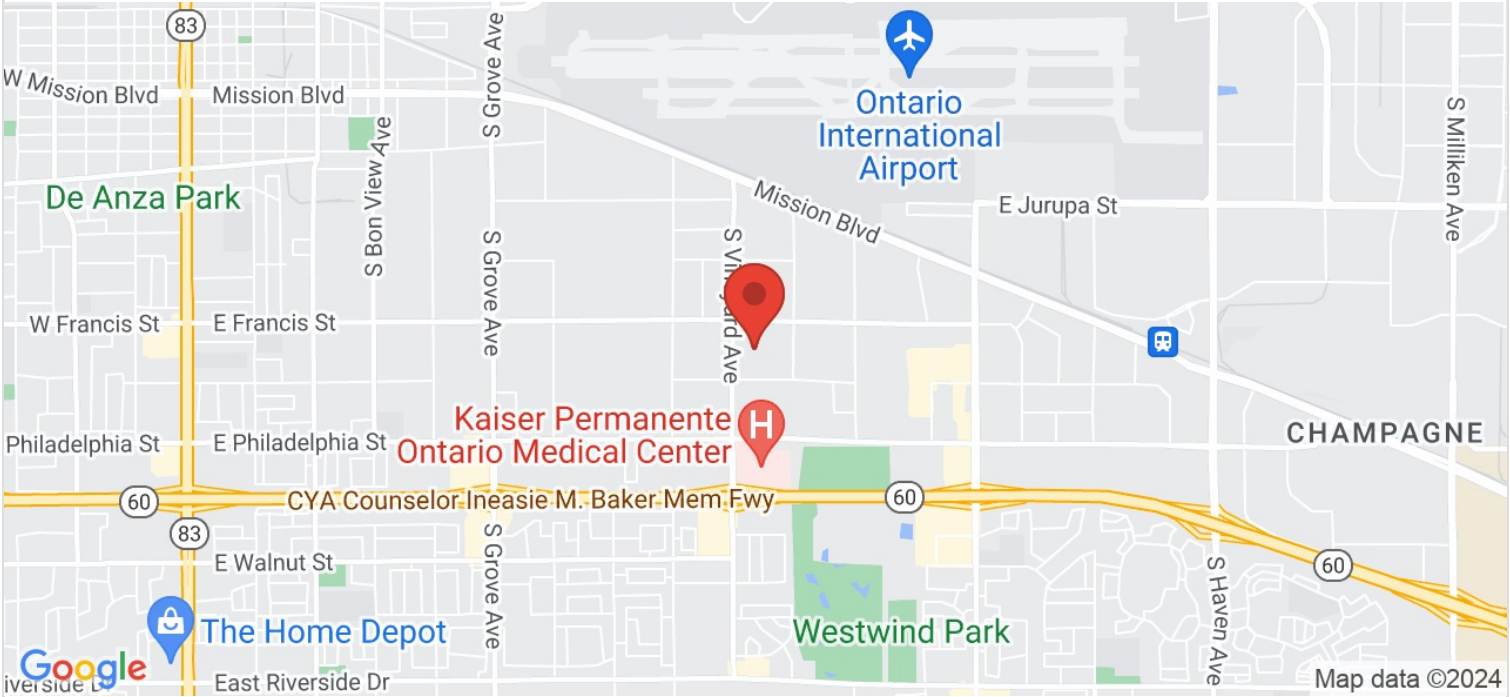 83
S Grove Ave
W Mission Blvd
Mission Blvd
S Grove Ave
S Bon View Ave
Ontario
International
Airport
S Milliken Ave
De Anza Park
Mission Blvd
E Jurupa St
S Grove Ave
S Vineyard Ave
W Francis St
E Francis St
Kaiser Permanente
Ontario Medical Center
H
CHAMPAGNE
Philadelphia St
E Philadelphia St
60
CYA Counselor Ineasie M. Baker Mem Fwy
60
83
S Grove Ave
E Walnut St
60
S Haven Ave
The Home Depot
Westwind Park
Google
East Riverside Dr
Map data ©2024